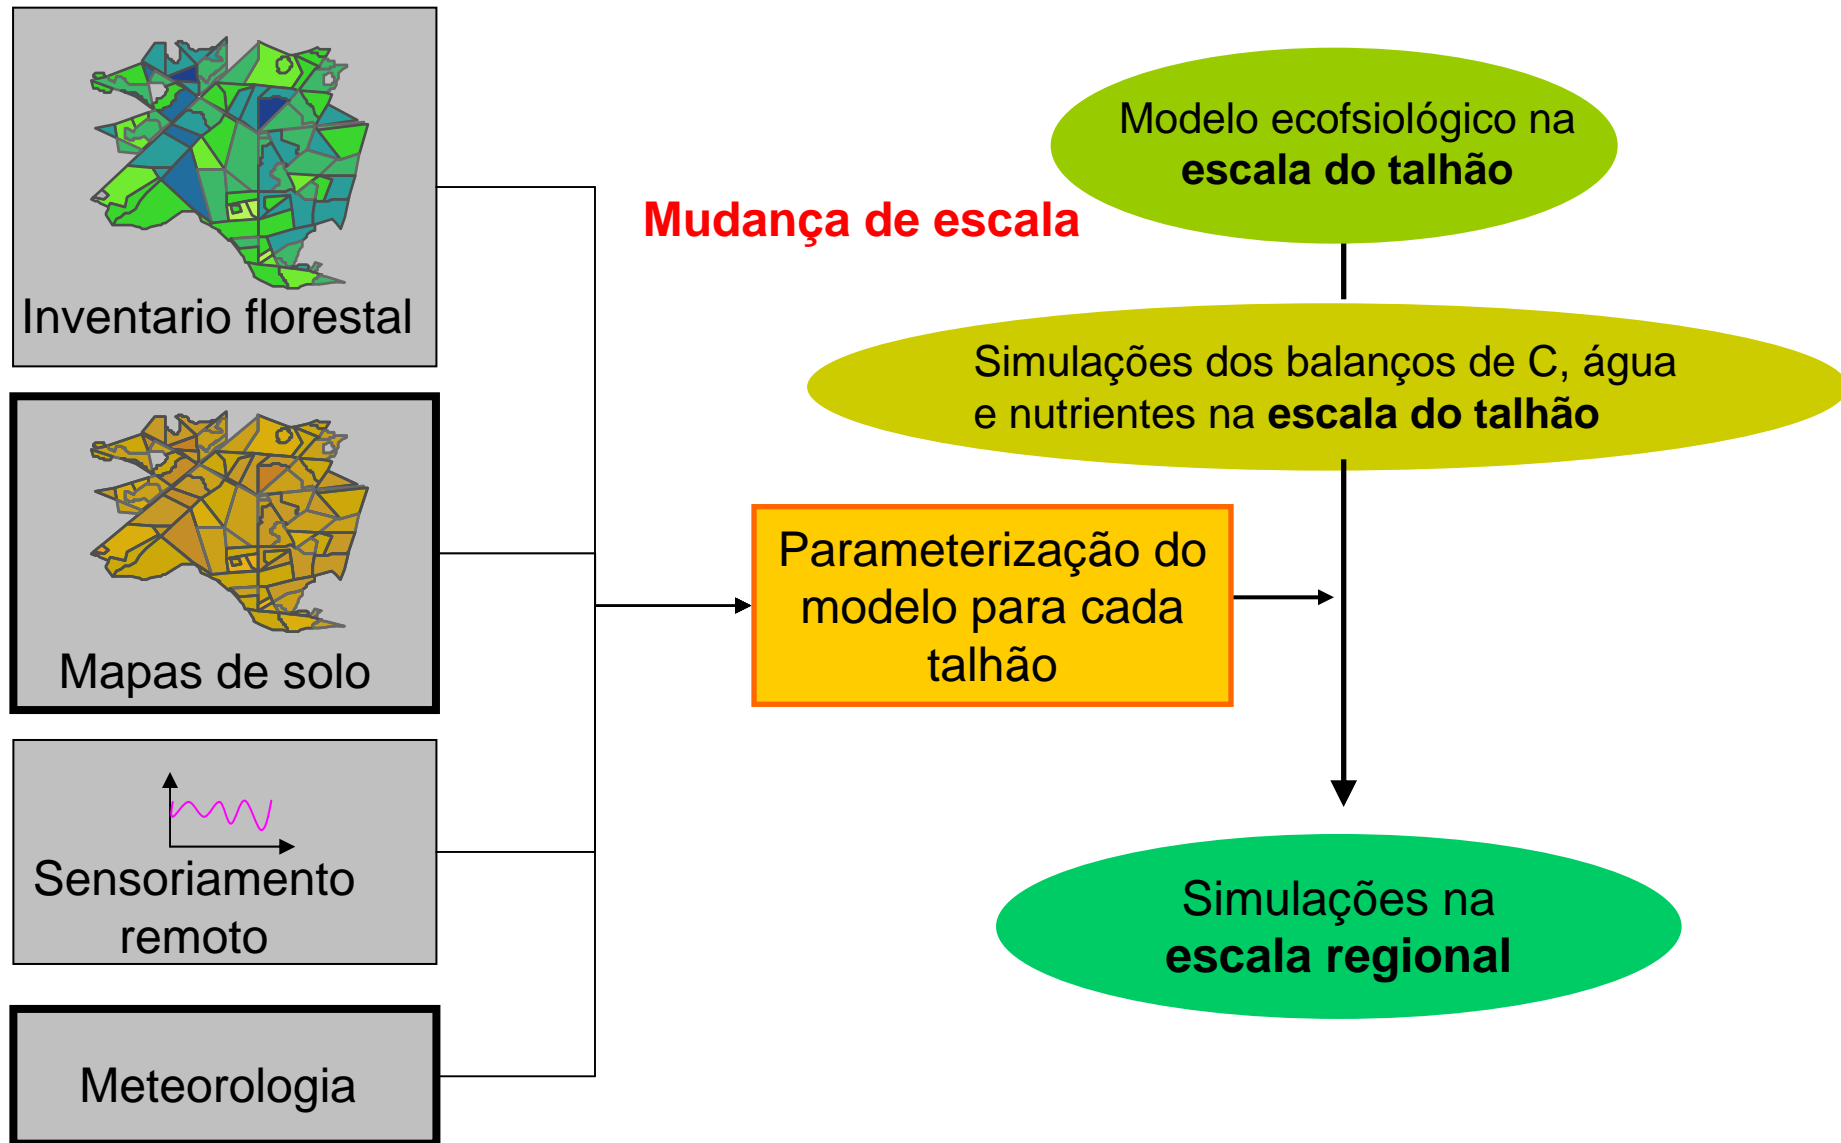 Inventario florestal
Mapas de solo
Sensoriamento
remoto
Meteorologia
Mudança de escala
Parameterização do
modelo para cada
talhão
Modelo ecofsiológico na
escala do talhão
Simulações dos balanços de C, água
e nutrientes na escala do talhão
Simulações na
escala regional